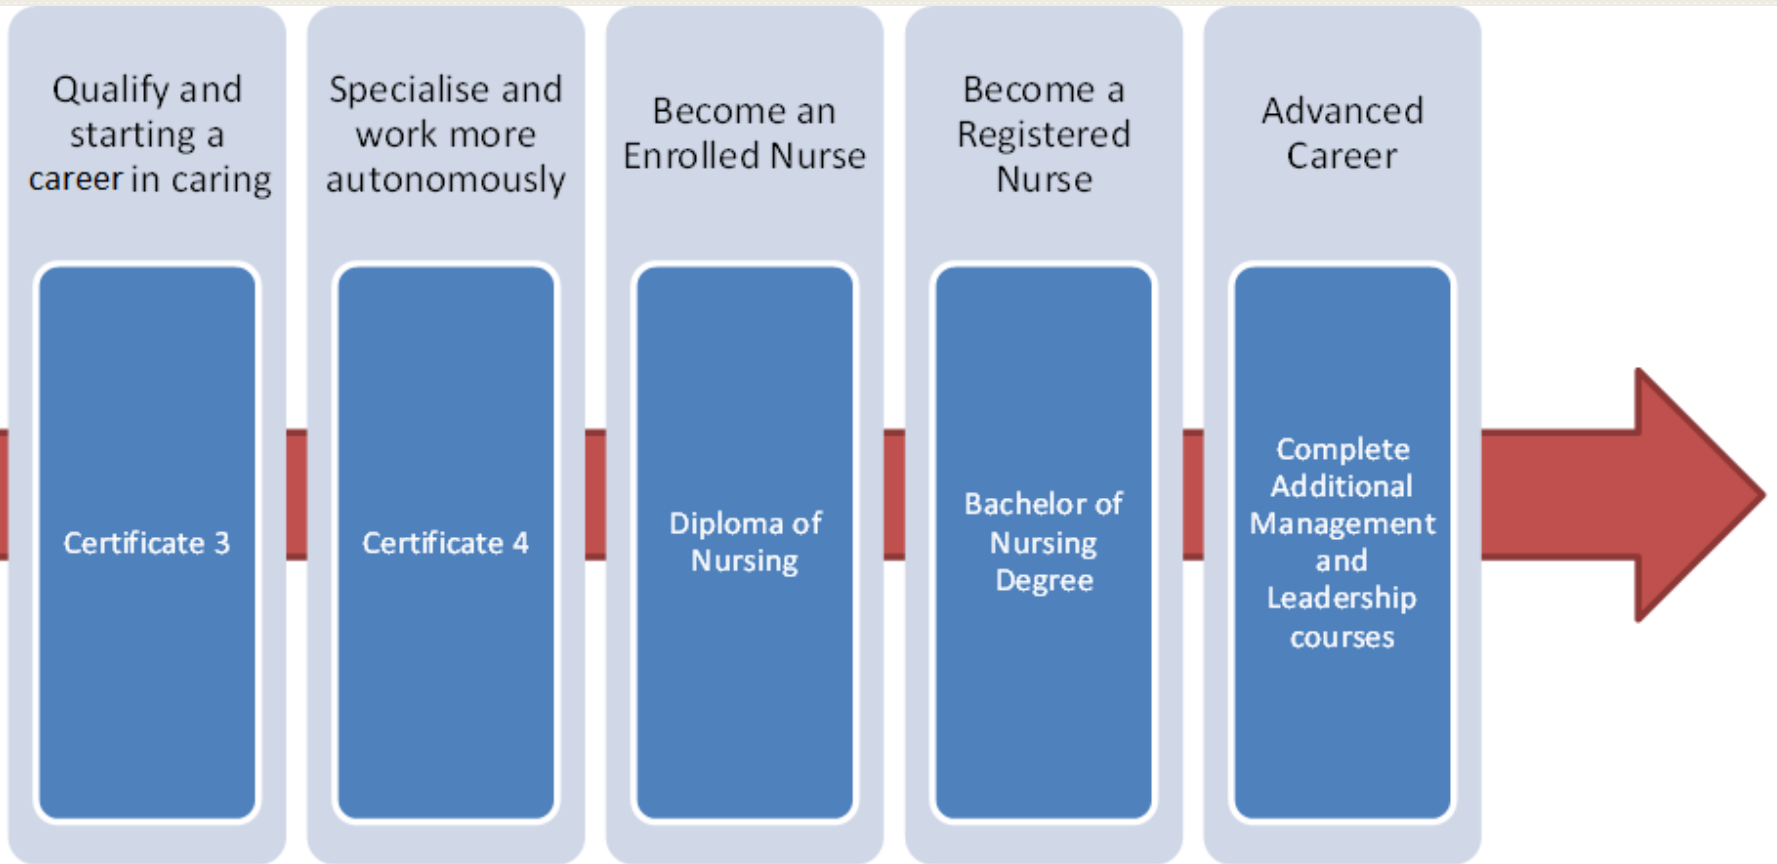 Qualify and
starting a
career in caring
Certificate 3
Specialise and
work more
autonomously
Certificate 4
Become an
Enrolled Nurse
Diploma of
Nursing
Become a
Registered
Nurse
Bachelor of
Nursing
Degree
Advanced
Career
Complete
Additional
Management
and
Leadership
courses